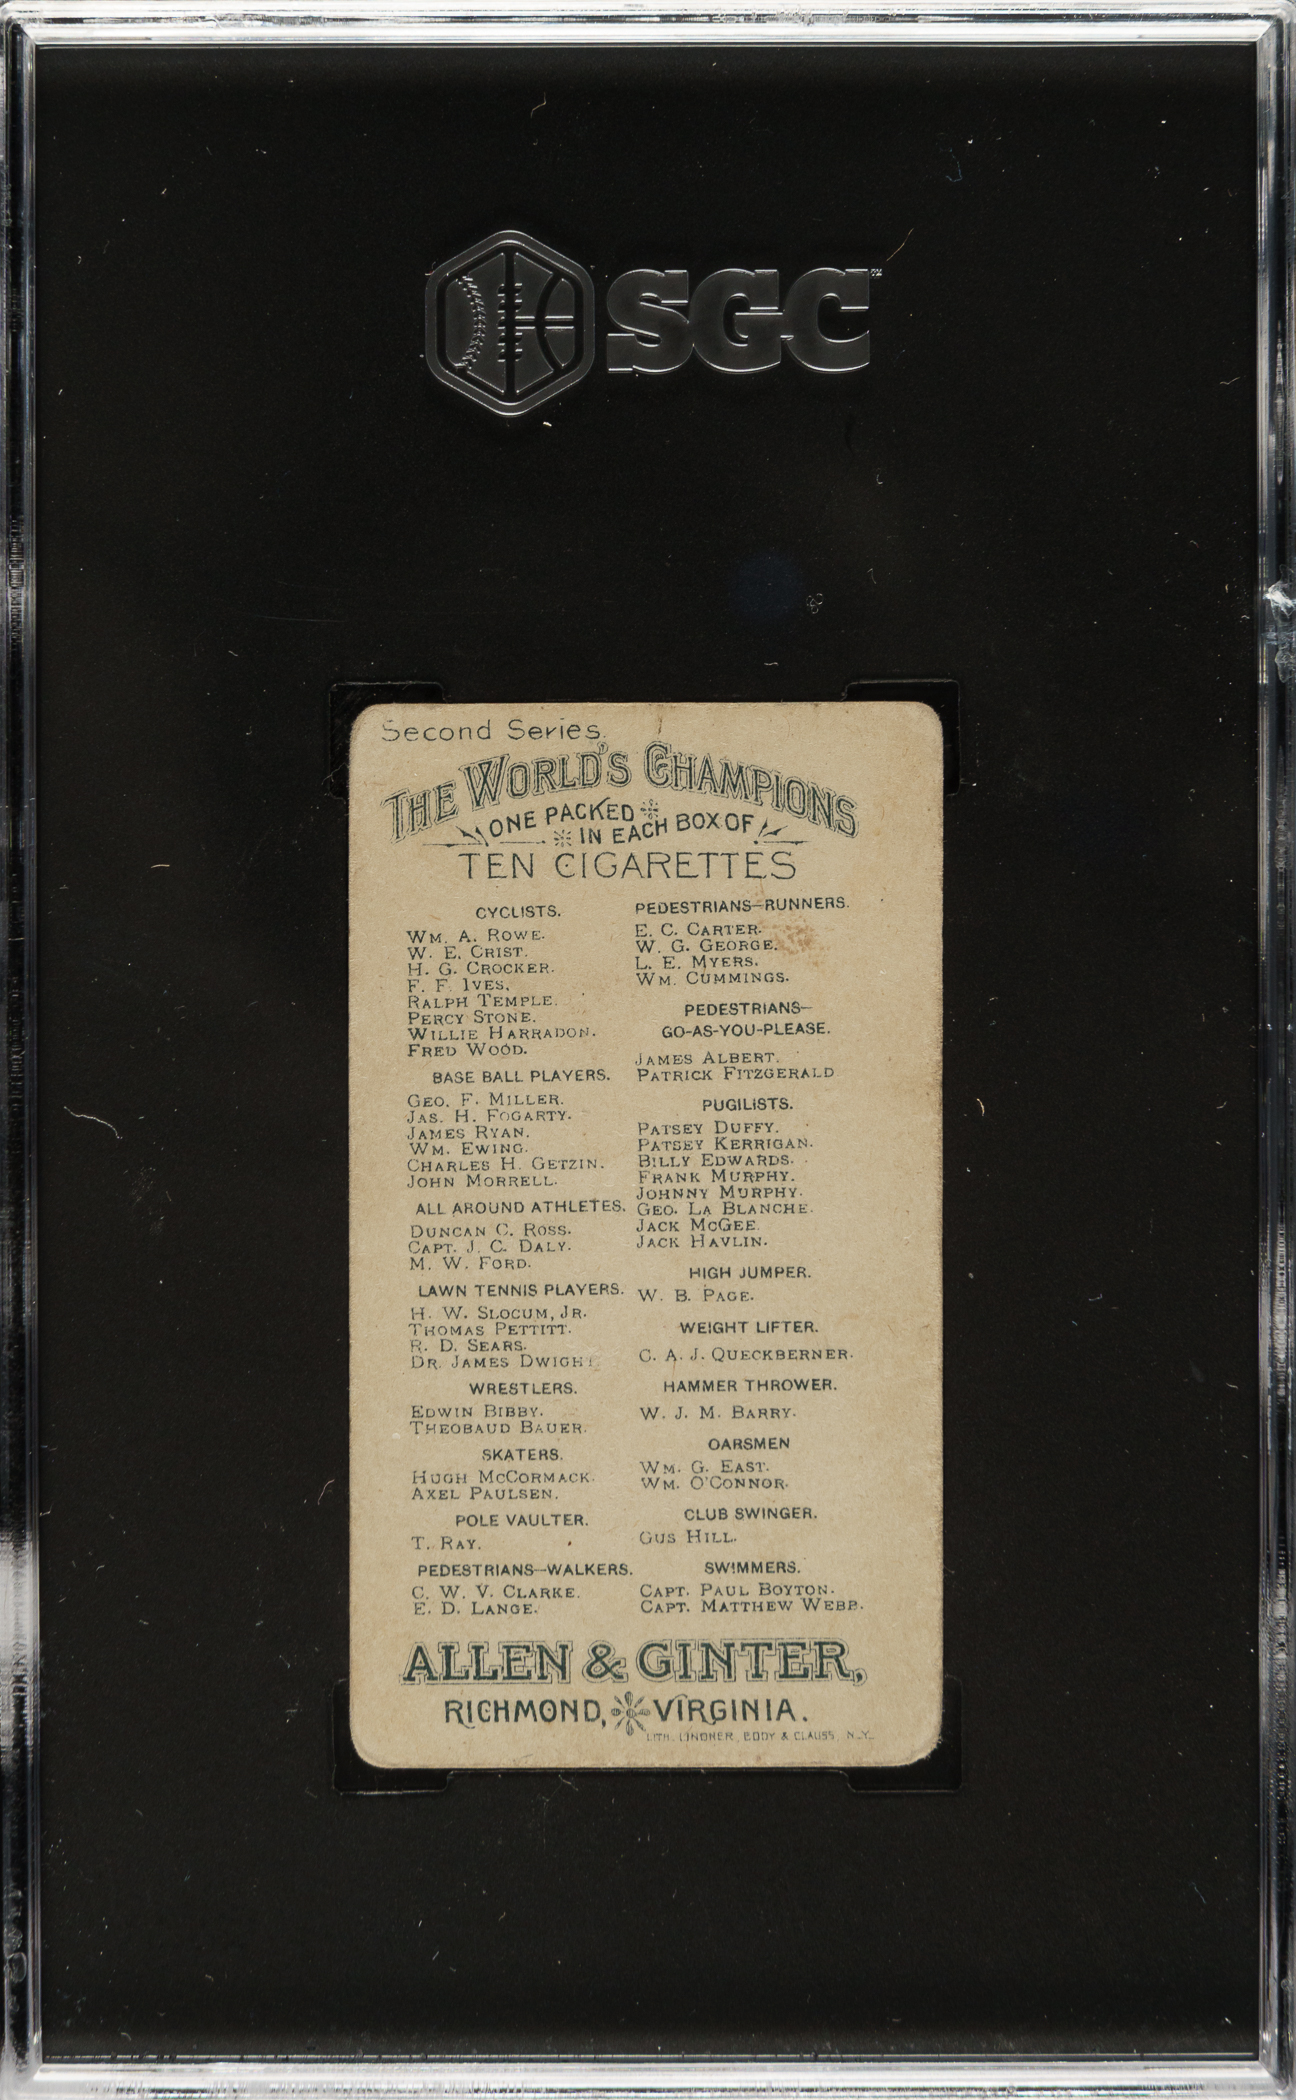 SGC
Second Series.
THE WORLD'S CHAMPIONS
ONE PACKED
IN EACH BOX OF
TEN CIGARETTES
CYCLISTS.
WM. A. ROWE.
W. E. CRIST.
H. G. CROCKER.
F. F. IVES.
RALPH TEMPLE.
PERCY STONE.
WILLIE HARRADON.
FRED WOOD.
BASE BALL PLAYERS.
GEO. F. MILLER.
JAS. H. FOGARTY.
JAMES RYAN.
WM. EWING.
CHARLES H. GETZIN.
JOHN MORRELL.
ALL AROUND ATHLETES.
DUNCAN C. ROSS.
CAPT. J. C. DALY.
M. W. FORD.
LAWN TENNIS PLAYERS.
H. W. SLOCUM, JR.
THOMAS PETTITT.
R. D. SEARS.
DR. JAMES DWIGHT
WRESTLERS.
EDWIN BIBBY.
THEOBAUD BAUER.
SKATERS.
HUGH MCCORMACK.
AXEL PAULSEN.
POLE VAULTER.
T. RAY.
PEDESTRIANS—WALKERS.
C. W. V. CLARKE.
E. D. LANGE.
PEDESTRIANS—RUNNERS.
E. C. CARTER.
W. G. GEORGE.
L. E. MYERS.
WM. CUMMINGS.
PEDESTRIANS—
GO-AS-YOU-PLEASE.
JAMES ALBERT.
PATRICK FITZGERALD
PUGILISTS.
PATSEY DUFFY.
PATSEY KERRIGAN.
BILLY EDWARDS.
FRANK MURPHY.
JOHNNY MURPHY.
GEO. LA BLANCHE.
JACK MCGEE.
JACK HAVLIN.
HIGH JUMPER.
W. B. PAGE.
WEIGHT LIFTER.
C. A. J. QUECKBERNER.
HAMMER THROWER.
W. J. M. BARRY.
OARSMEN
WM. G. EAST.
WM. O'CONNOR.
CLUB SWINGER.
GUS HILL.
SWIMMERS.
CAPT. PAUL BOYTON.
CAPT. MATTHEW WEBB.
ALLEN & GINTER,
RICHMOND, VIRGINIA.
LITH. LINDNER, EDDY & CLAUSS, N.Y.